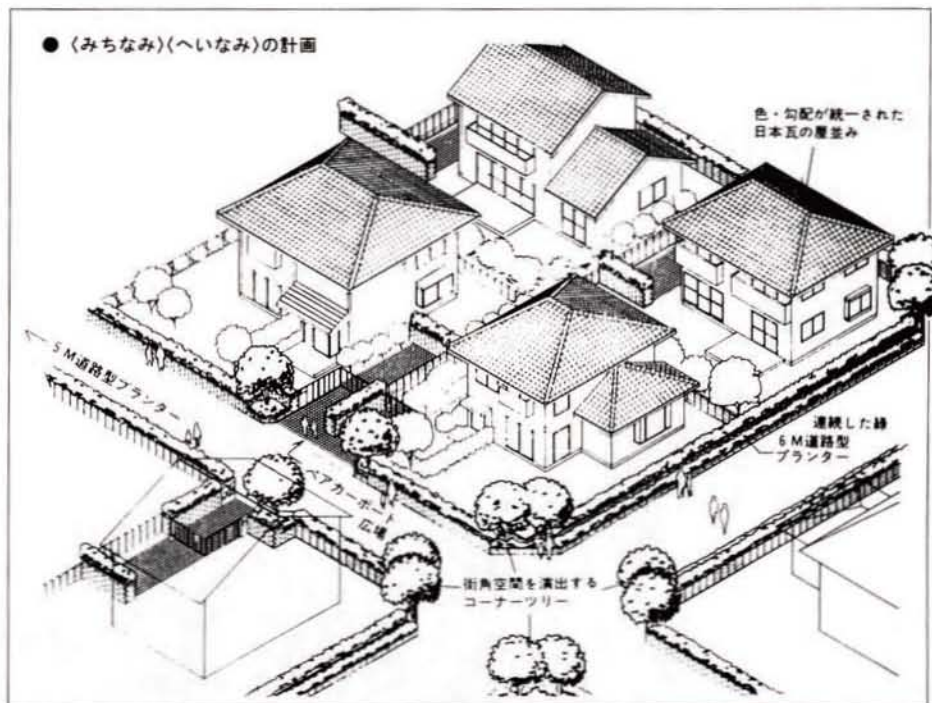 ● 〈みちなみ〉〈へいなみ〉の計画
色・勾配が統一された
日本瓦の屋並み
5M道路型プランター
連続した緑
6M道路型
プランター
ペアカーポート
広場
街角空間を演出する
コーナーツリー